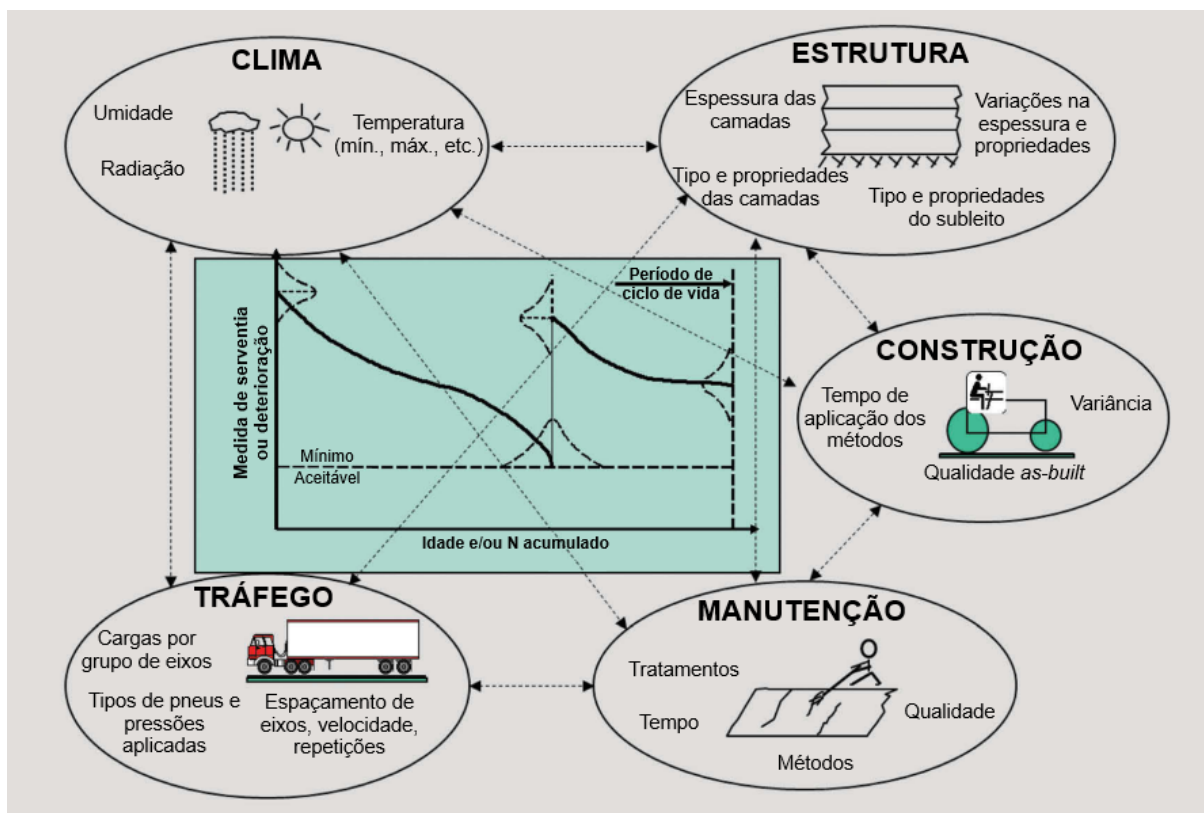 CLIMA
Umidade
Radiação
Temperatura
(mín., máx., etc.)
ESTRUTURA
Espessura das
camadas
Variações na
espessura e
propriedades
Tipo e propriedades
das camadas
Tipo e propriedades
do subleito
Medida de serventia
ou deterioração
Período de
ciclo de vida
Mínimo
Aceitável
Idade e/ou N acumulado
CONSTRUÇÃO
Tempo de
aplicação dos
métodos
Variância
Qualidade as-built
TRÁFEGO
Cargas por
grupo de eixos
Tipos de pneus e
pressões
aplicadas
Espaçamento de
eixos, velocidade,
repetições
MANUTENÇÃO
Tratamentos
Tempo
Qualidade
Métodos